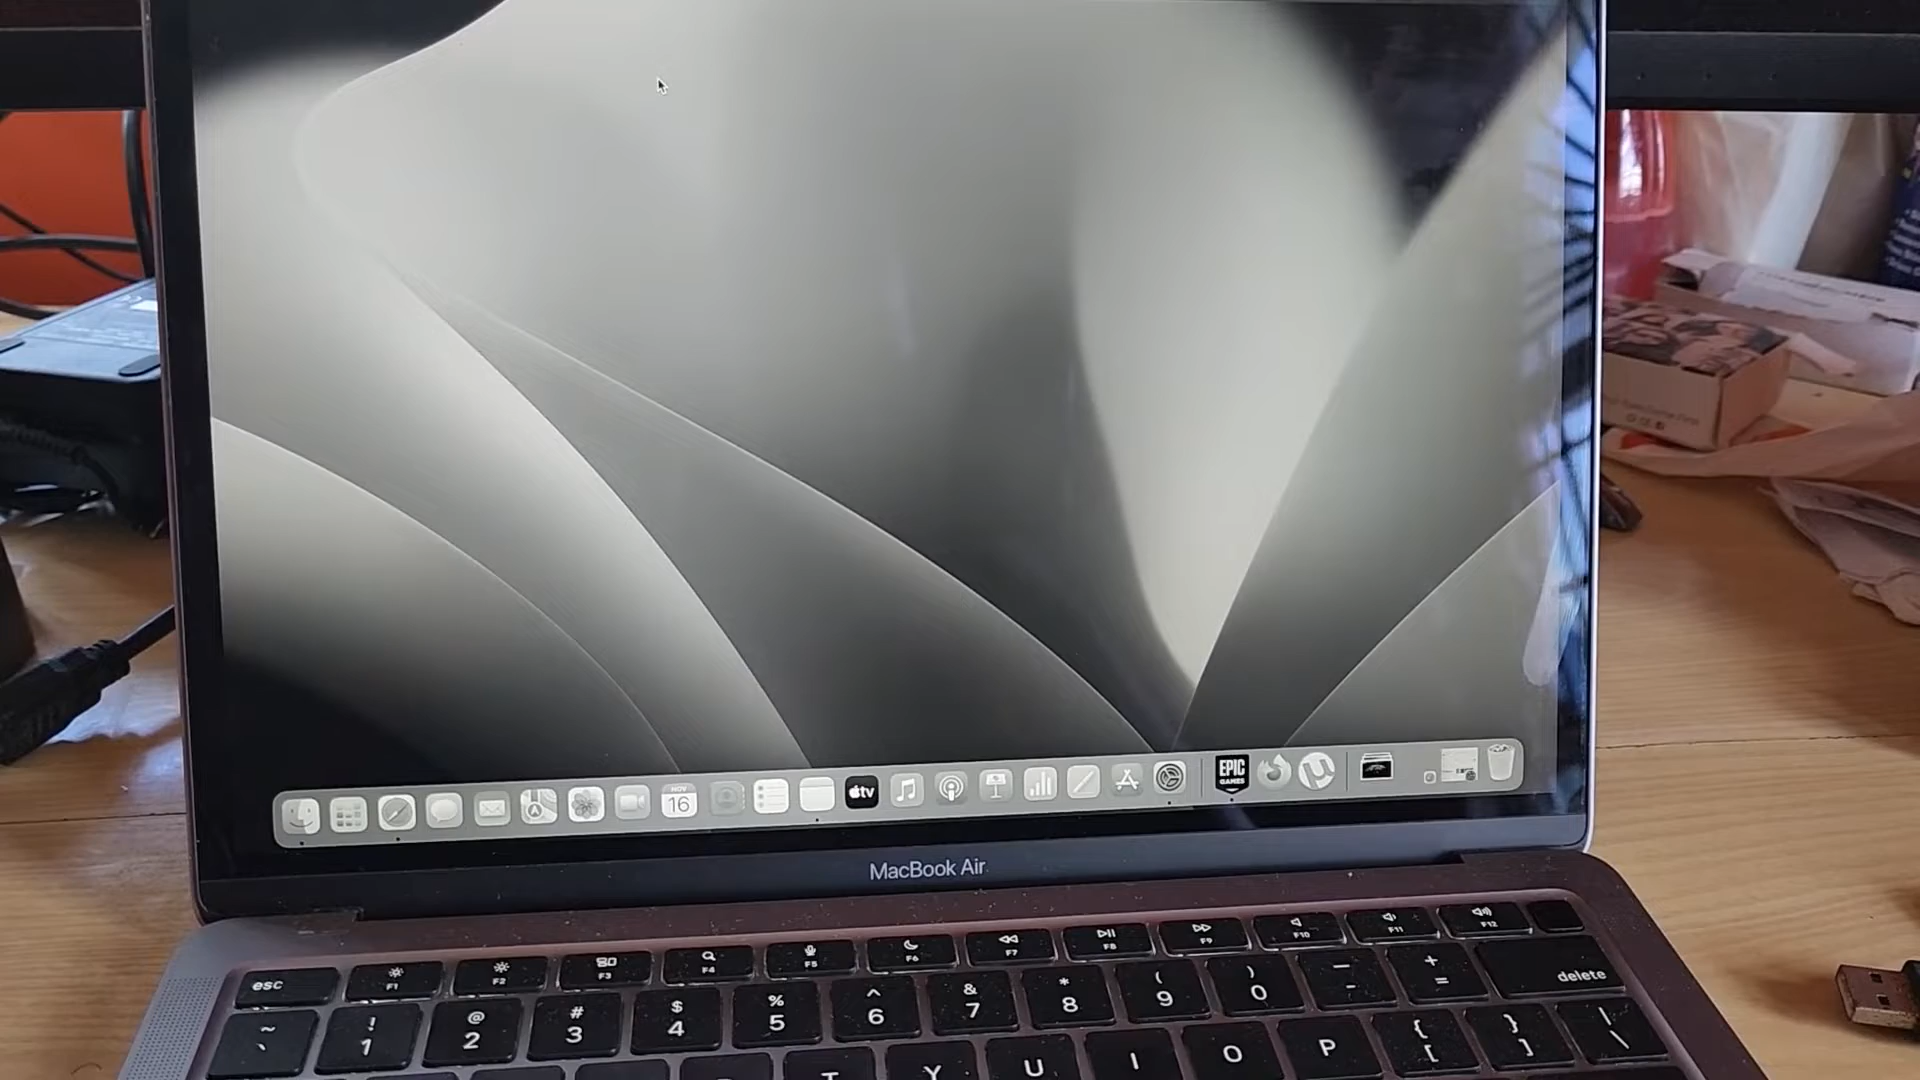 tv
NOV
16
EPIC
GAMES
MacBook Air
esc
F1
F2
F3
F4
F5
F6
F7
F8
F9
F10
F11
F12
~ ! @ # $ % ^ & * ( ) — +
` 1 2 3 4 5 6 7 8 9 0 - = delete
T Y U I O P { [ } ] | \